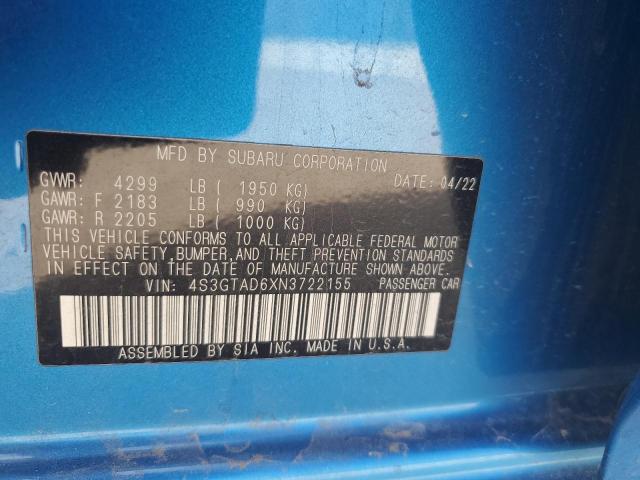 MFD BY SUBARU CORPORATION
GVWR: 4299 LB ( 1950 KG) DATE: 04/22
GAWR: F 2183 LB ( 990 KG)
GAWR: R 2205 LB ( 1000 KG)
THIS VEHICLE CONFORMS TO ALL APPLICABLE FEDERAL MOTOR
VEHICLE SAFETY, BUMPER, AND THEFT PREVENTION STANDARDS
IN EFFECT ON THE DATE OF MANUFACTURE SHOWN ABOVE.
VIN: 4S3GTAD6XN3722155 PASSENGER CAR
ASSEMBLED BY SIA INC. MADE IN U.S.A.